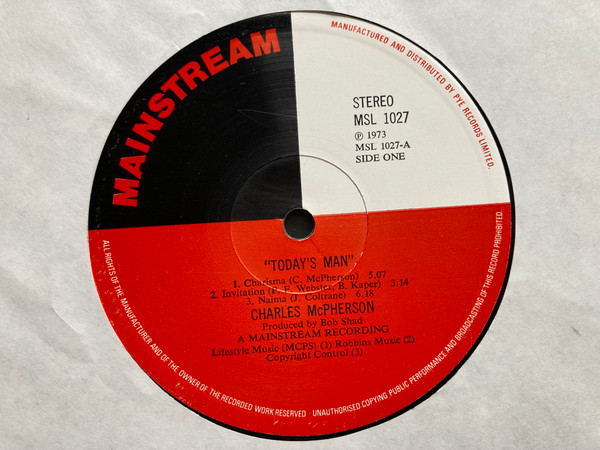 MAINSTREAM
MANUFACTURED AND DISTRIBUTED BY PYE RECORDS LIMITED.
STEREO
MSL 1027
℗ 1973
MSL 1027-A
SIDE ONE
"TODAY'S MAN"
1. Charisma (C. McPherson) 5.07
2. Invitation (P. F. Webster, B. Kaper) 3.14
3. Naima (J. Coltrane) 6.18
CHARLES McPHERSON
Produced by Bob Shad
A MAINSTREAM RECORDING
Lifestyle Music (MCPS) (1) Robbins Music (2)
Copyright Control (3)
ALL RIGHTS OF THE MANUFACTURER AND OF THE OWNER OF THE RECORDED WORK RESERVED · UNAUTHORISED COPYING PUBLIC PERFORMANCE AND BROADCASTING OF THIS RECORD PROHIBITED.